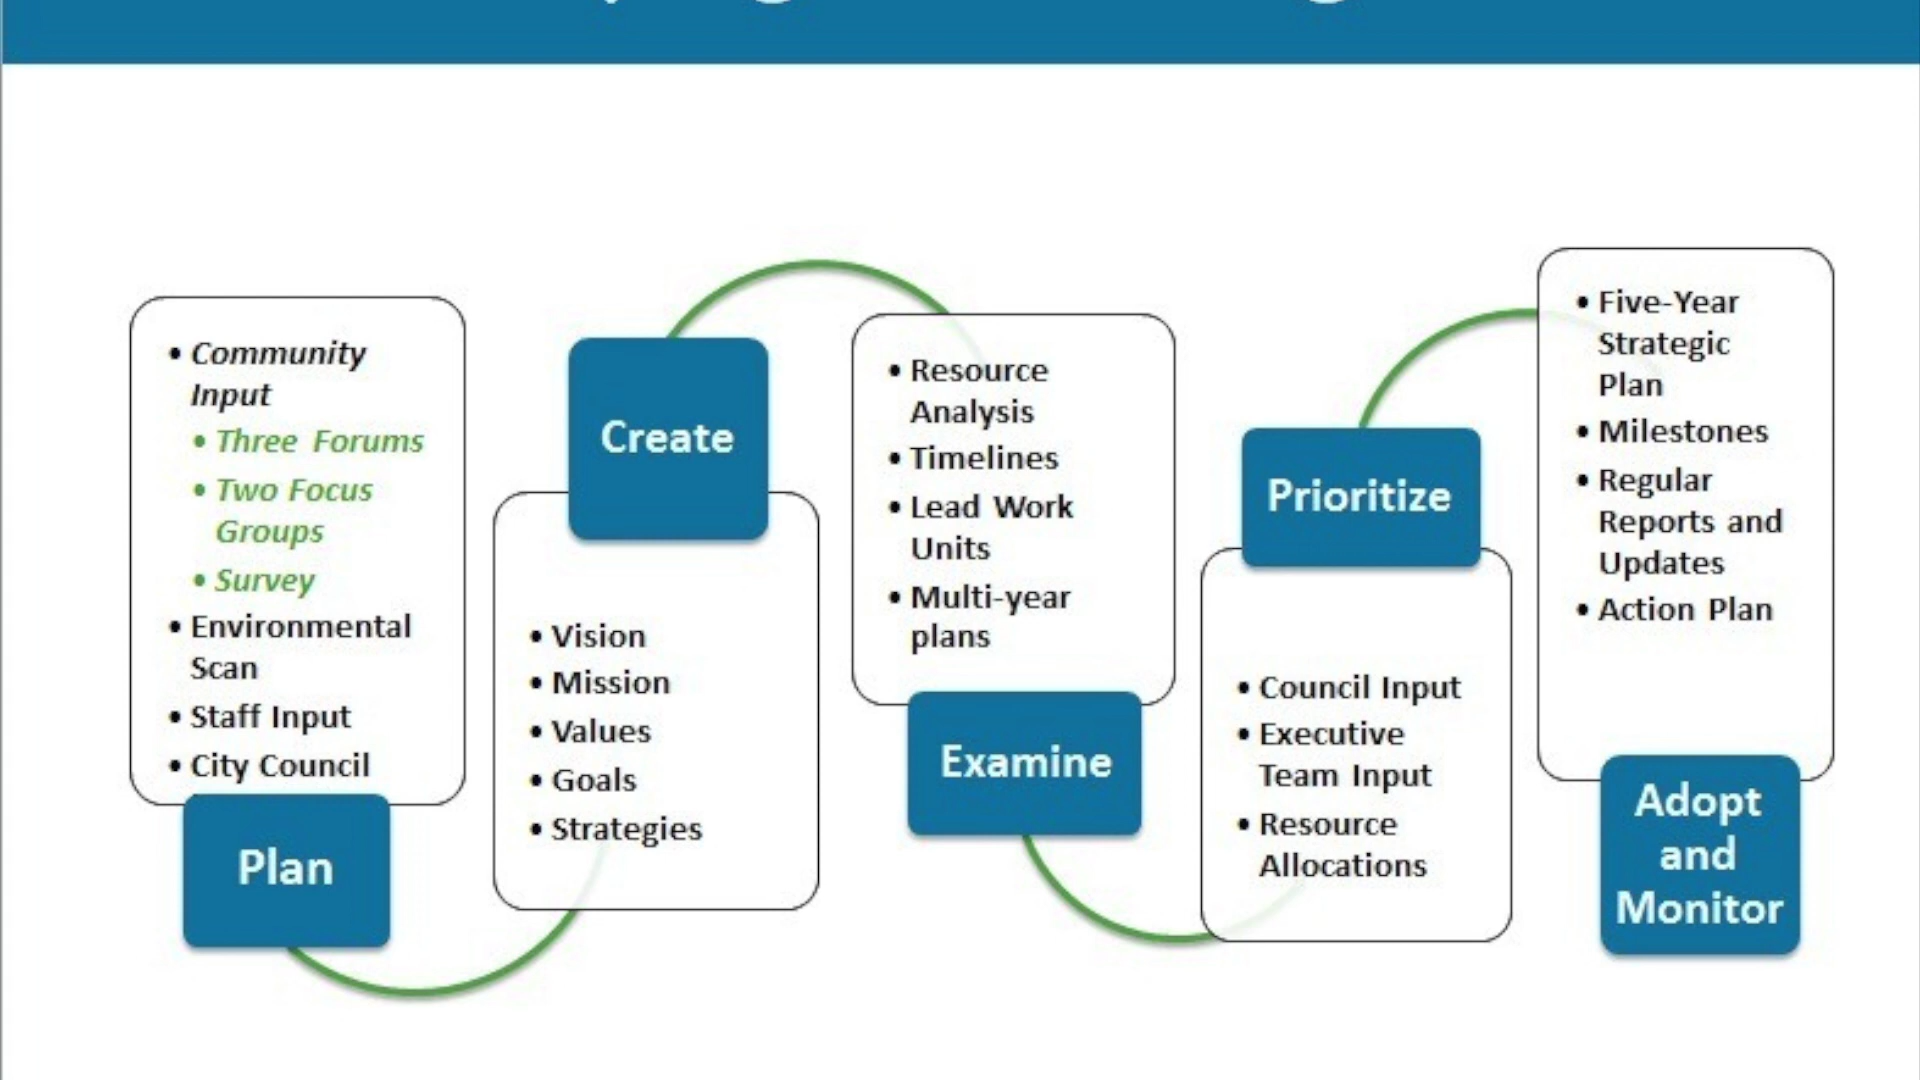 • Community
Input
• Three Forums
• Two Focus
Groups
• Survey
• Environmental
Scan
• Staff Input
• City Council
Plan
Create
• Vision
• Mission
• Values
• Goals
• Strategies
• Resource
Analysis
• Timelines
• Lead Work
Units
• Multi-year
plans
Examine
Prioritize
• Council Input
• Executive
Team Input
• Resource
Allocations
• Five-Year
Strategic
Plan
• Milestones
• Regular
Reports and
Updates
• Action Plan
Adopt
and
Monitor